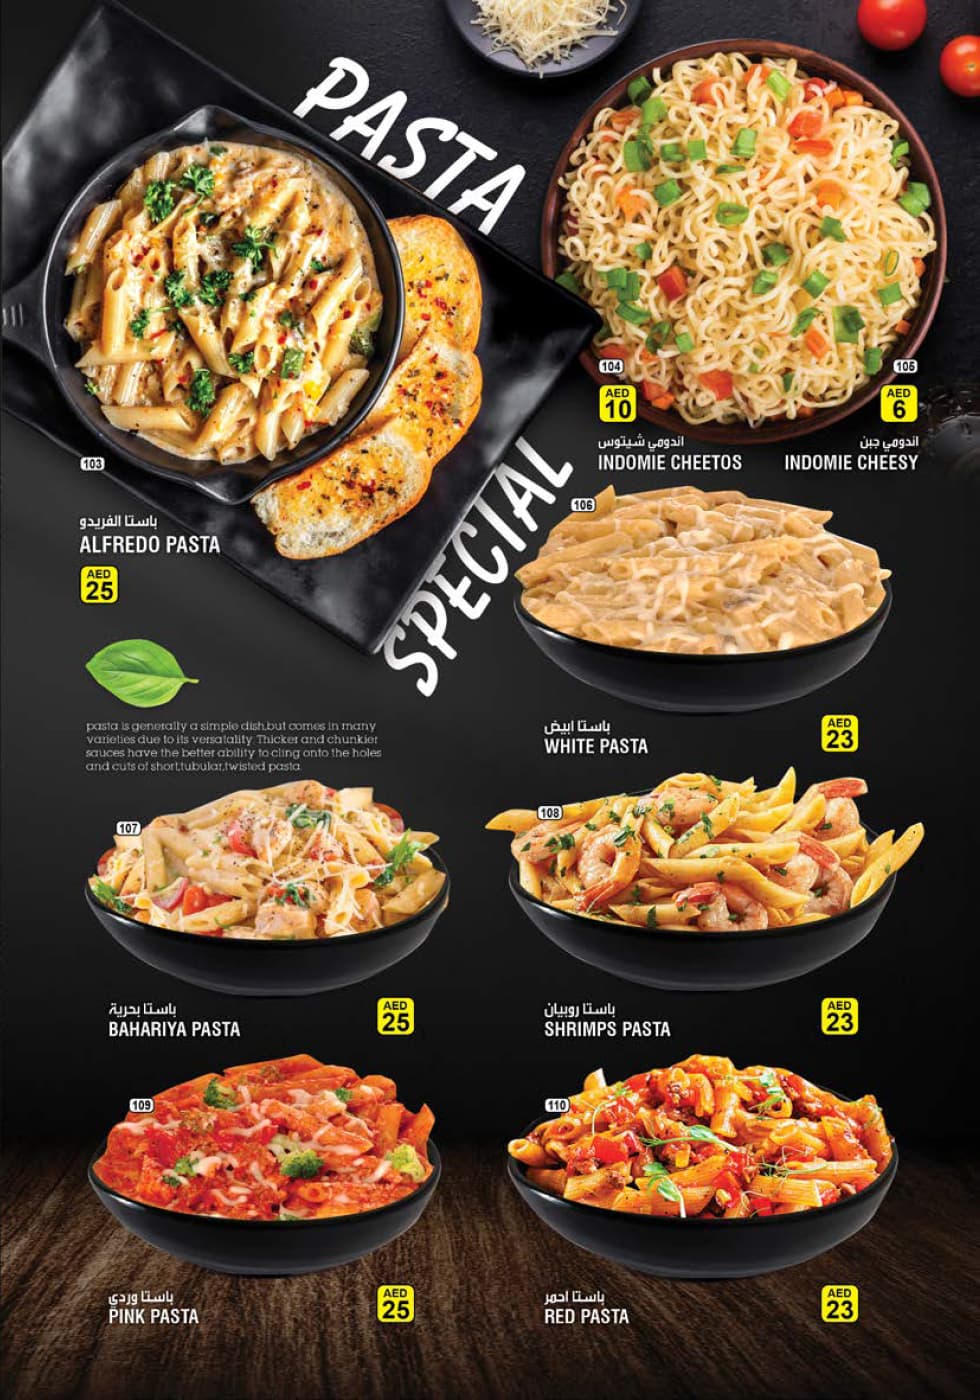 PASTA
SPECIAL
103
باستا الفريدو
ALFREDO PASTA
AED
25
104
AED
10
اندومي شيتوس
INDOMIE CHEETOS
105
AED
6
اندومي جبن
INDOMIE CHEESY
106
باستا ابيض
WHITE PASTA
AED
23
pasta is generally a simple dish,but comes in many
varieties due to its versatality. Thicker and chunkier
sauces have the better ability to cling onto the holes
and cuts of short,tubular,twisted pasta.
107
باستا بحرية
BAHARIYA PASTA
AED
25
108
باستا روبيان
SHRIMPS PASTA
AED
23
109
باستا وردي
PINK PASTA
AED
25
110
باستا احمر
RED PASTA
AED
23